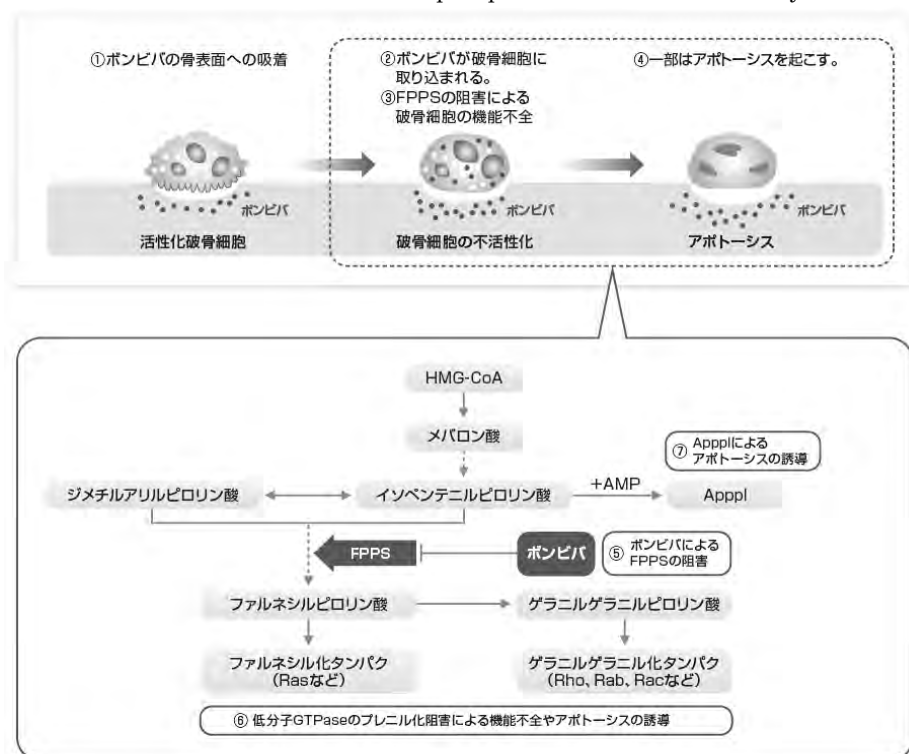 ①ボンビバの骨表面への吸着
②ボンビバが破骨細胞に
取り込まれる。
③FPPSの阻害による
破骨細胞の機能不全
④一部はアポトーシスを起こす。
ボンビバ
ボンビバ
ボンビバ
活性化破骨細胞
破骨細胞の不活性化
アポトーシス
HMG-CoA
メバロン酸
⑦ ApppIによる
アポトーシスの誘導
ジメチルアリルピロリン酸
イソペンテニルピロリン酸
+AMP
ApppI
FPPS
ボンビバ
⑤ ボンビバによる
FPPSの阻害
ファルネシルピロリン酸
ゲラニルゲラニルピロリン酸
ファルネシル化タンパク
(Rasなど)
ゲラニルゲラニル化タンパク
(Rho、Rab、Racなど)
⑥ 低分子GTPaseのプレニル化阻害による機能不全やアポトーシスの誘導